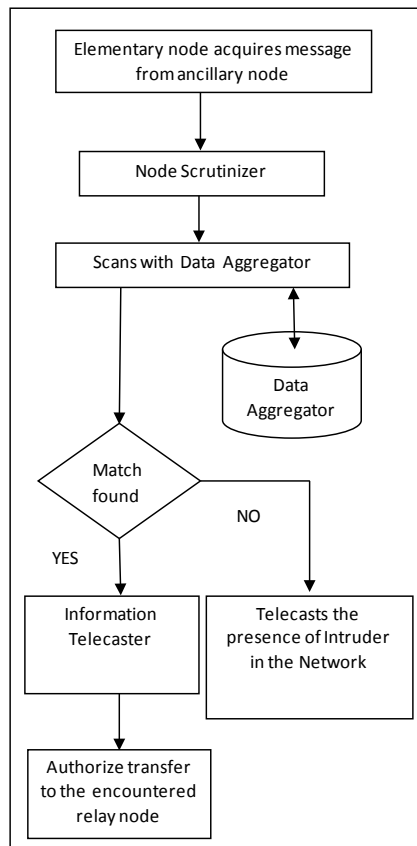 Elementary node acquires message
from ancillary node
Node Scrutinizer
Scans with Data Aggregator
Data
Aggregator
Match
found
NO
YES
Information
Telecaster
Telecasts the
presence of Intruder
in the Network
Authorize transfer
to the encountered
relay node